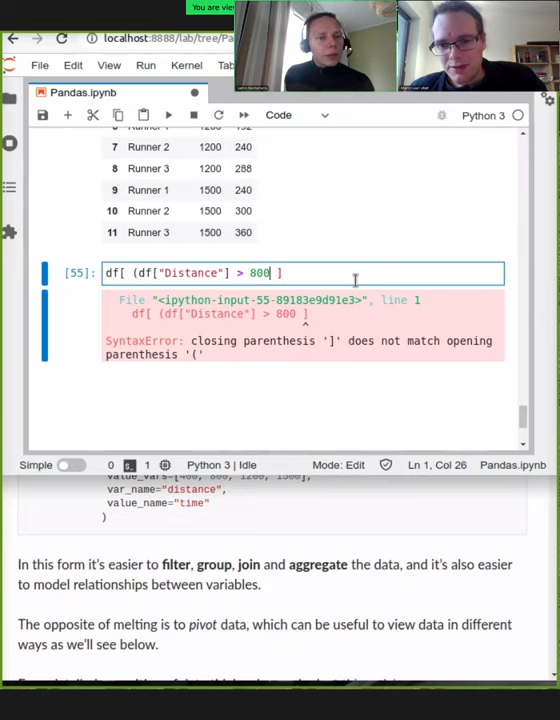 You are vie
localhost:8888/lab/tree/Pa
File Edit View Run Kernel Tab
Pandas.ipynb
Code Python 3
7 Runner 2 1200 240
8 Runner 3 1200 288
9 Runner 1 1500 240
10 Runner 2 1500 300
11 Runner 3 1500 360
[55]: df[ (df["Distance"] > 800 ]
File "<ipython-input-55-89183e9d91e3>", line 1
df[ (df["Distance"] > 800 ]
^
SyntaxError: closing parenthesis ']' does not match opening
parenthesis '('
Simple 0 1 Python 3 | Idle Mode: Edit Ln 1, Col 26 Pandas.ipynb
var_name="distance",
value_name="time"
)
In this form it's easier to filter, group, join and aggregate the data, and it's also easier
to model relationships between variables.
The opposite of melting is to pivot data, which can be useful to view data in different
ways as we'll see below.